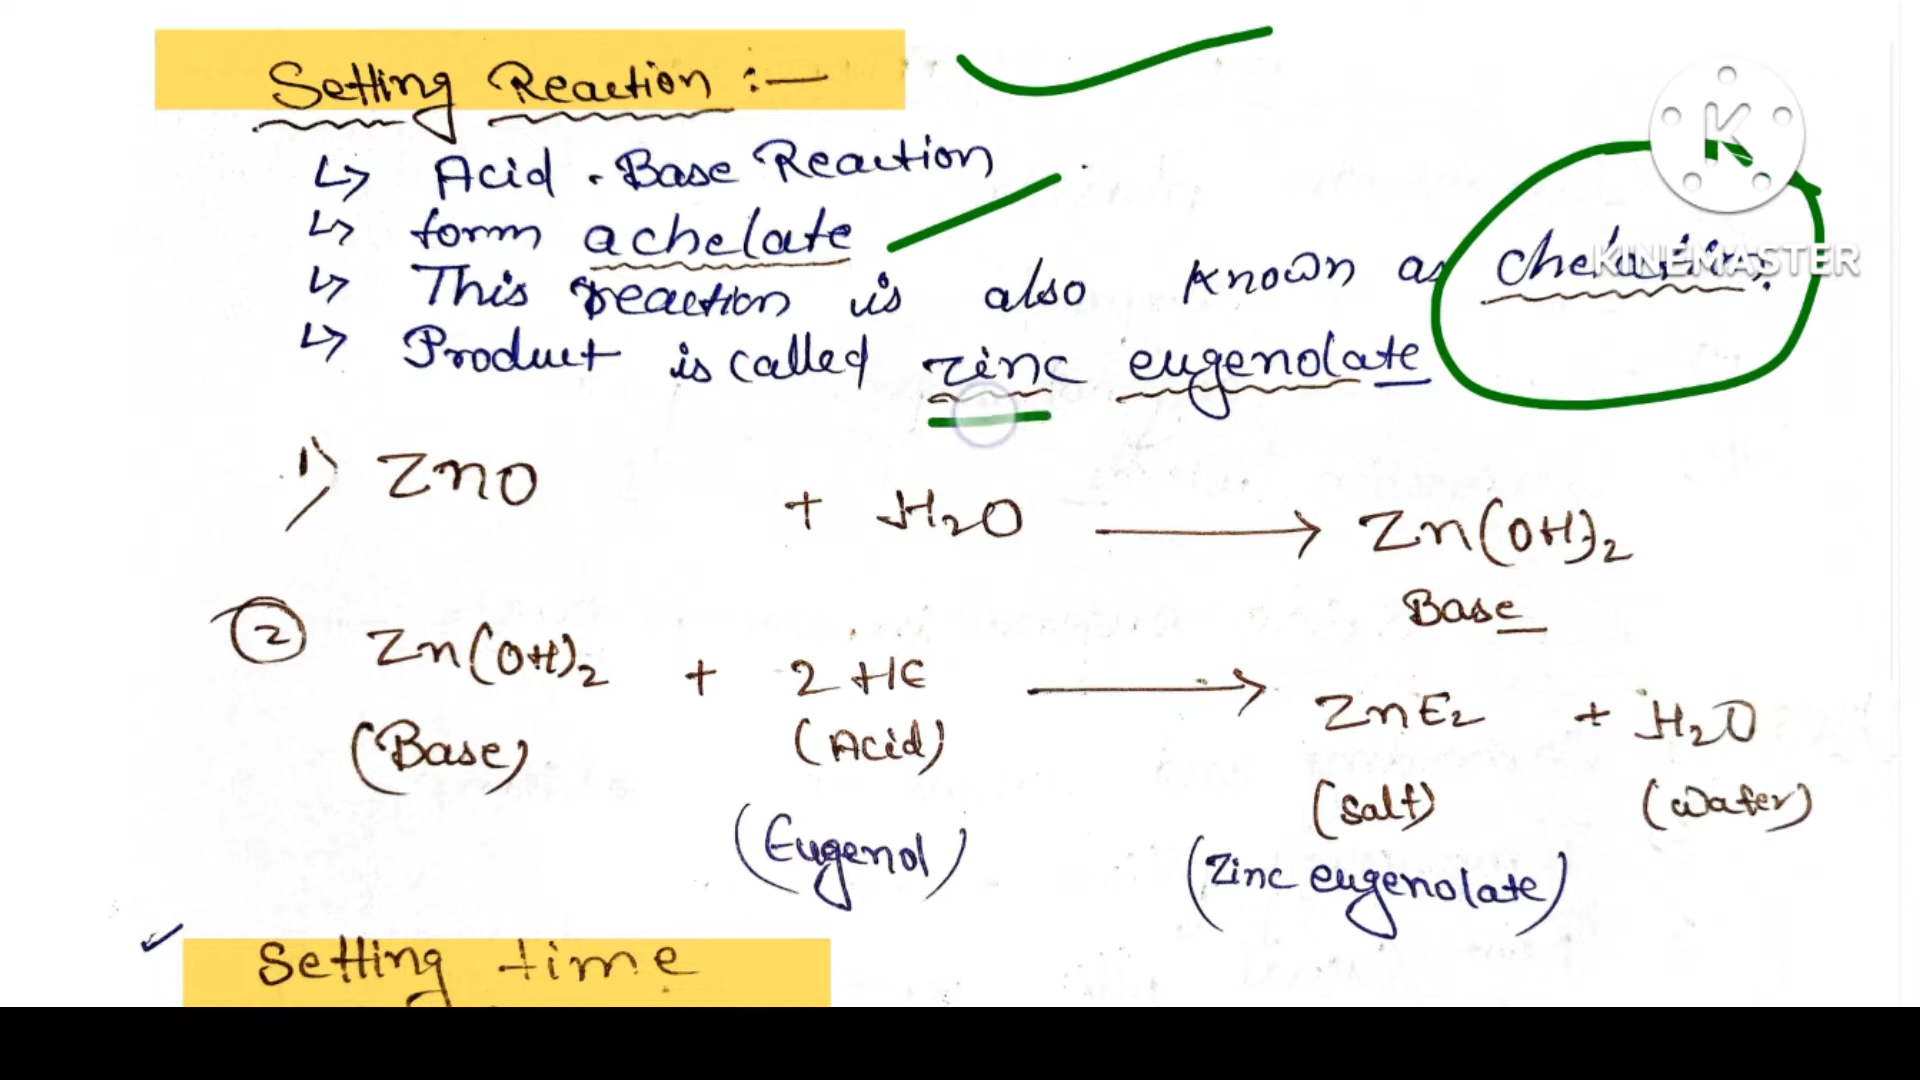 Setting Reaction :—
↳ Acid - Base Reaction
↳ form a chelate
↳ This reaction is also known as chelation.
↳ Product is called zinc eugenolate
1) ZnO + H2O → Zn(OH)2
Base
② Zn(OH)2 + 2HE → ZnE2 + H2O
(Base) (Acid) (Salt) (Water)
(Eugenol) (Zinc eugenolate)
Setting time
K
KINEMASTER